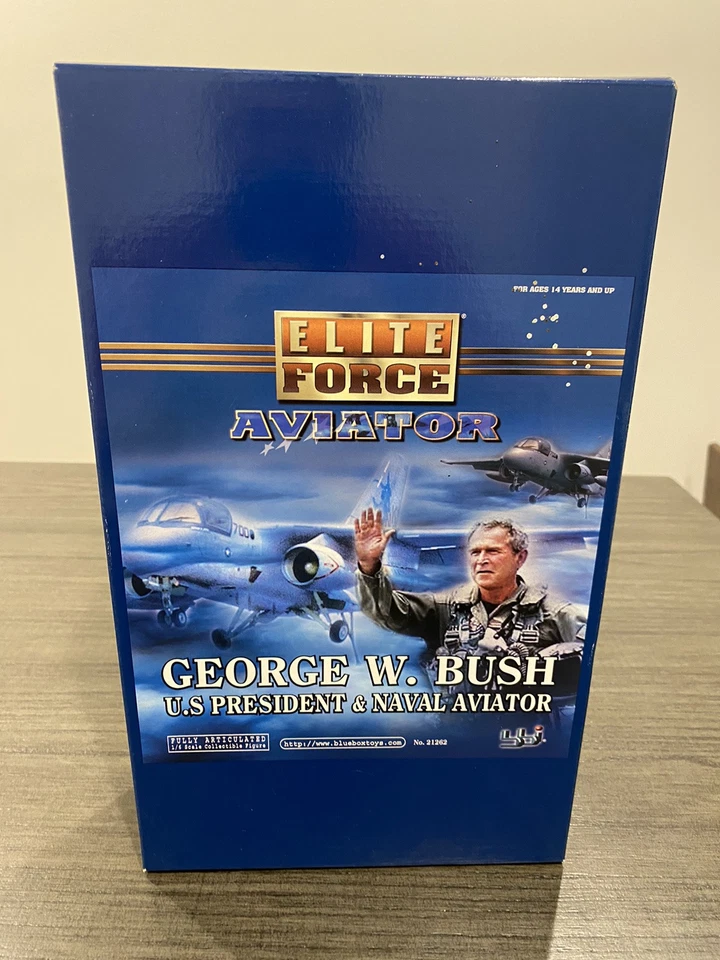 FOR AGES 14 YEARS AND UP
ELITE
FORCE
AVIATOR
700
GEORGE W. BUSH
U.S PRESIDENT & NAVAL AVIATOR
FULLY ARTICULATED
1/6 Scale Collectible Figure
http://www.blueboxtoys.com
No. 21262
bbi